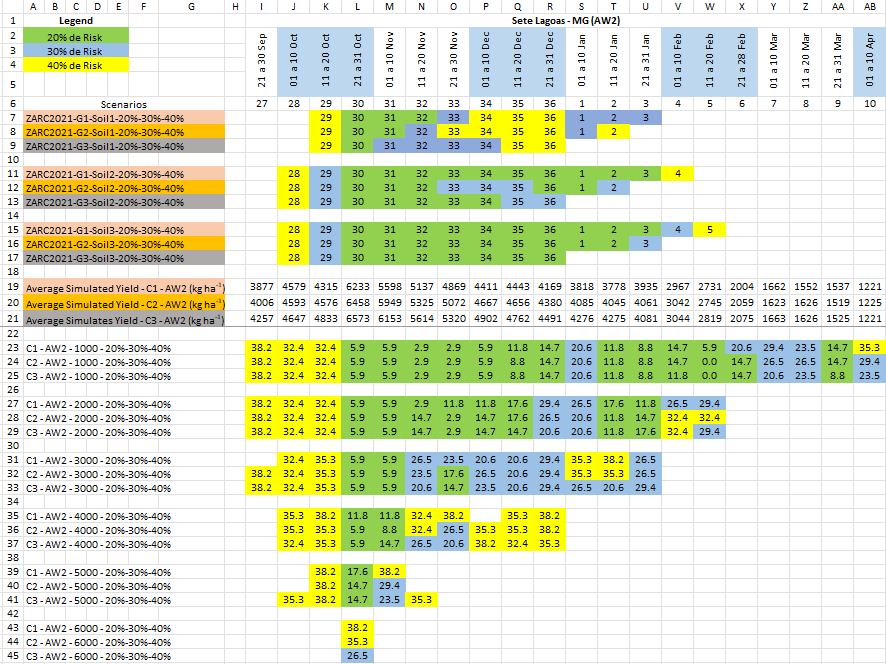 A B C D E F G H I J K L M N O P Q R S T U V W X Y Z AA AB
1 Legend Sete Lagoas - MG (AW2)
2 20% de Risk
3 30% de Risk
4 40% de Risk
5 21 a 30 Sep 01 a 10 Oct 11 a 20 Oct 21 a 31 Oct 01 a 10 Nov 11 a 20 Nov 21 a 30 Nov 01 a 10 Dec 11 a 20 Dec 21 a 31 Dec 01 a 10 Jan 11 a 20 Jan 21 a 31 Jan 01 a 10 Feb 11 a 20 Feb 21 a 28 Feb 01 a 10 Mar 11 a 20 Mar 21 a 31 Mar 01 a 10 Apr
6 Scenarios 27 28 29 30 31 32 33 34 35 36 1 2 3 4 5 6 7 8 9 10
7 ZARC2021-G1-Soil1-20%-30%-40% 29 30 31 32 33 34 35 36 1 2 3
8 ZARC2021-G2-Soil1-20%-30%-40% 29 30 31 32 33 34 35 36 1 2
9 ZARC2021-G3-Soil1-20%-30%-40% 29 30 31 32 33 34 35 36
10
11 ZARC2021-G1-Soil2-20%-30%-40% 28 29 30 31 32 33 34 35 36 1 2 3 4
12 ZARC2021-G2-Soil2-20%-30%-40% 28 29 30 31 32 33 34 35 36 1 2
13 ZARC2021-G3-Soil2-20%-30%-40% 28 29 30 31 32 33 34 35 36
14
15 ZARC2021-G1-Soil3-20%-30%-40% 28 29 30 31 32 33 34 35 36 1 2 3 4 5
16 ZARC2021-G2-Soil3-20%-30%-40% 28 29 30 31 32 33 34 35 36 1 2 3
17 ZARC2021-G3-Soil3-20%-30%-40% 28 29 30 31 32 33 34 35 36
18
19 Average Simulated Yield - C1 - AW2 (kg ha⁻¹) 3877 4579 4315 6233 5598 5137 4869 4411 4443 4169 3818 3778 3935 2967 2731 2004 1662 1552 1537 1221
20 Average Simulated Yield - C2 - AW2 (kg ha⁻¹) 4006 4593 4576 6458 5949 5325 5072 4667 4656 4380 4085 4045 4061 3042 2745 2059 1623 1626 1519 1225
21 Average Simulates Yield - C3 - AW2 (kg ha⁻¹) 4257 4647 4833 6573 6153 5614 5320 4902 4762 4491 4276 4275 4081 3044 2819 2075 1663 1626 1525 1221
22
23 C1 - AW2 - 1000 - 20%-30%-40% 38.2 32.4 32.4 5.9 5.9 2.9 2.9 5.9 11.8 14.7 20.6 11.8 8.8 14.7 5.9 20.6 29.4 23.5 14.7 35.3
24 C2 - AW2 - 1000 - 20%-30%-40% 38.2 32.4 32.4 5.9 5.9 2.9 2.9 5.9 8.8 14.7 20.6 11.8 8.8 14.7 0.0 14.7 26.5 26.5 14.7 29.4
25 C3 - AW2 - 1000 - 20%-30%-40% 38.2 32.4 32.4 5.9 5.9 2.9 2.9 5.9 8.8 14.7 20.6 11.8 8.8 11.8 0.0 14.7 20.6 23.5 8.8 23.5
26
27 C1 - AW2 - 2000 - 20%-30%-40% 38.2 32.4 32.4 5.9 5.9 2.9 11.8 11.8 17.6 29.4 26.5 17.6 11.8 26.5 29.4
28 C2 - AW2 - 2000 - 20%-30%-40% 38.2 32.4 32.4 5.9 5.9 14.7 2.9 14.7 17.6 26.5 20.6 11.8 14.7 32.4 32.4
29 C3 - AW2 - 2000 - 20%-30%-40% 38.2 32.4 32.4 5.9 5.9 14.7 2.9 14.7 14.7 20.6 20.6 11.8 17.6 32.4 29.4
30
31 C1 - AW2 - 3000 - 20%-30%-40% 32.4 35.3 5.9 5.9 26.5 23.5 20.6 20.6 29.4 35.3 38.2 26.5
32 C2 - AW2 - 3000 - 20%-30%-40% 38.2 32.4 35.3 5.9 5.9 23.5 17.6 26.5 20.6 29.4 35.3 35.3 26.5
33 C3 - AW2 - 3000 - 20%-30%-40% 38.2 32.4 35.3 5.9 5.9 20.6 14.7 23.5 20.6 29.4 26.5 20.6 29.4
34
35 C1 - AW2 - 4000 - 20%-30%-40% 35.3 38.2 11.8 11.8 32.4 38.2 35.3 38.2
36 C2 - AW2 - 4000 - 20%-30%-40% 35.3 35.3 5.9 8.8 32.4 26.5 35.3 35.3 38.2
37 C3 - AW2 - 4000 - 20%-30%-40% 32.4 35.3 5.9 14.7 26.5 20.6 38.2 32.4 35.3
38
39 C1 - AW2 - 5000 - 20%-30%-40% 38.2 17.6 38.2
40 C2 - AW2 - 5000 - 20%-30%-40% 38.2 14.7 29.4
41 C3 - AW2 - 5000 - 20%-30%-40% 35.3 38.2 14.7 23.5 35.3
42
43 C1 - AW2 - 6000 - 20%-30%-40% 38.2
44 C2 - AW2 - 6000 - 20%-30%-40% 35.3
45 C3 - AW2 - 6000 - 20%-30%-40% 26.5